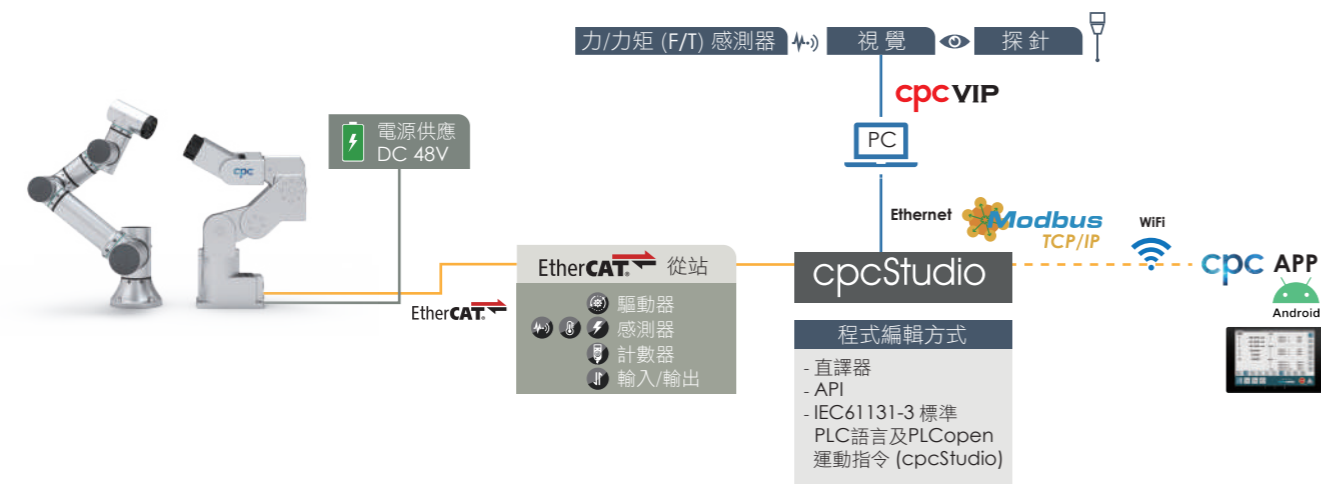 力/力矩 (F/T) 感測器
視覺
探針
cpc VIP
電源供應
DC 48V
PC
cpc
Ethernet
Modbus
TCP/IP
WiFi
EtherCAT® 從站
cpcStudio
cpc APP
EtherCAT®
驅動器
感測器
計數器
輸入/輸出
Android
程式編輯方式
- 直譯器
- API
- IEC61131-3 標準
PLC語言及PLCopen
運動指令 (cpcStudio)